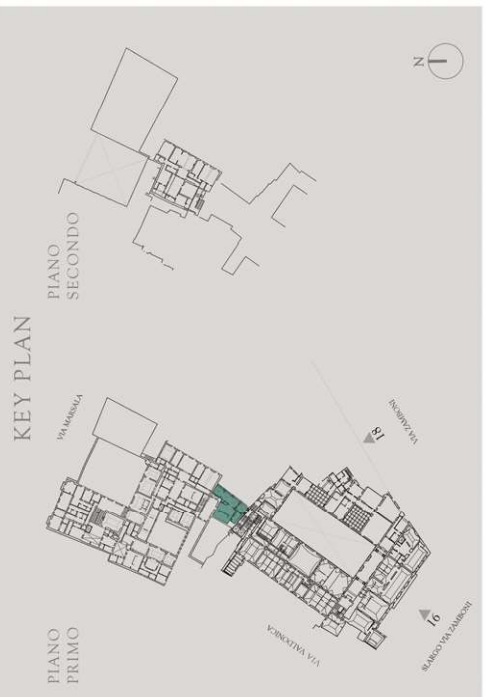 KEY PLAN
PIANO
PRIMO
VIA MARSALA
VIA VALDONICA
18
VIA ZAMBONI
16
SLARGO VIA ZAMBONI
PIANO
SECONDO
N